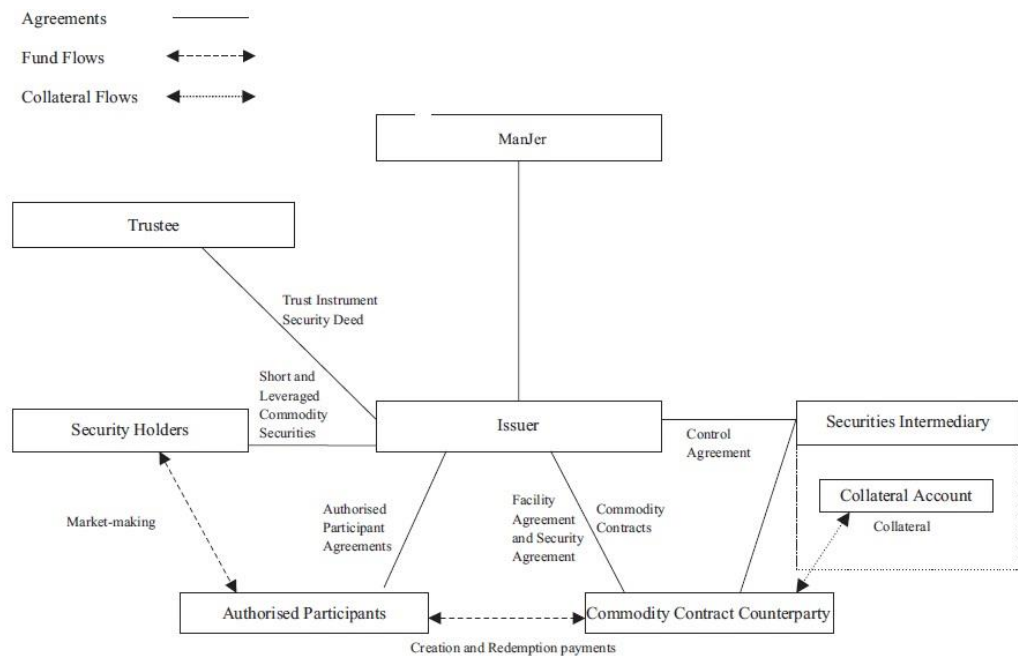 Agreements
Fund Flows
Collateral Flows
ManJer
Trustee
Trust Instrument
Security Deed
Short and
Leveraged
Commodity
Securities
Security Holders
Issuer
Securities Intermediary
Control
Agreement
Collateral Account
Collateral
Market-making
Authorised
Participant
Agreements
Facility
Agreement
and Security
Agreement
Commodity
Contracts
Authorised Participants
Commodity Contract Counterparty
Creation and Redemption payments